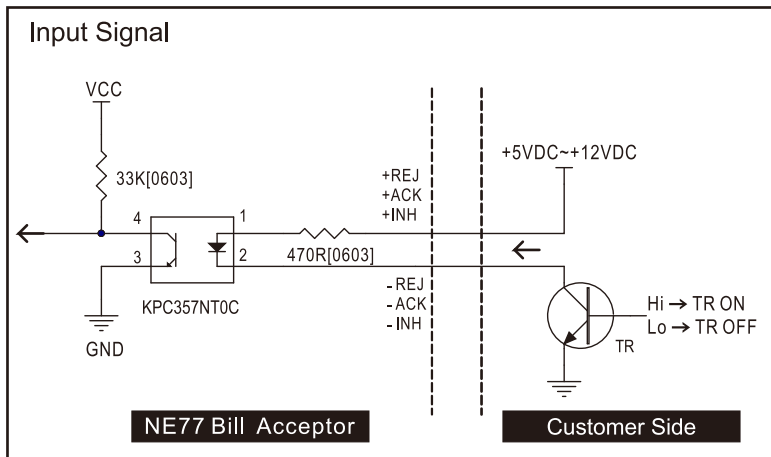 Input Signal
VCC
33K[0603]
+5VDC~+12VDC
+REJ
+ACK
+INH
4
1
3
2
470R[0603]
KPC357NT0C
-REJ
-ACK
-INH
GND
Hi → TR ON
Lo → TR OFF
TR
NE77 Bill Acceptor
Customer Side